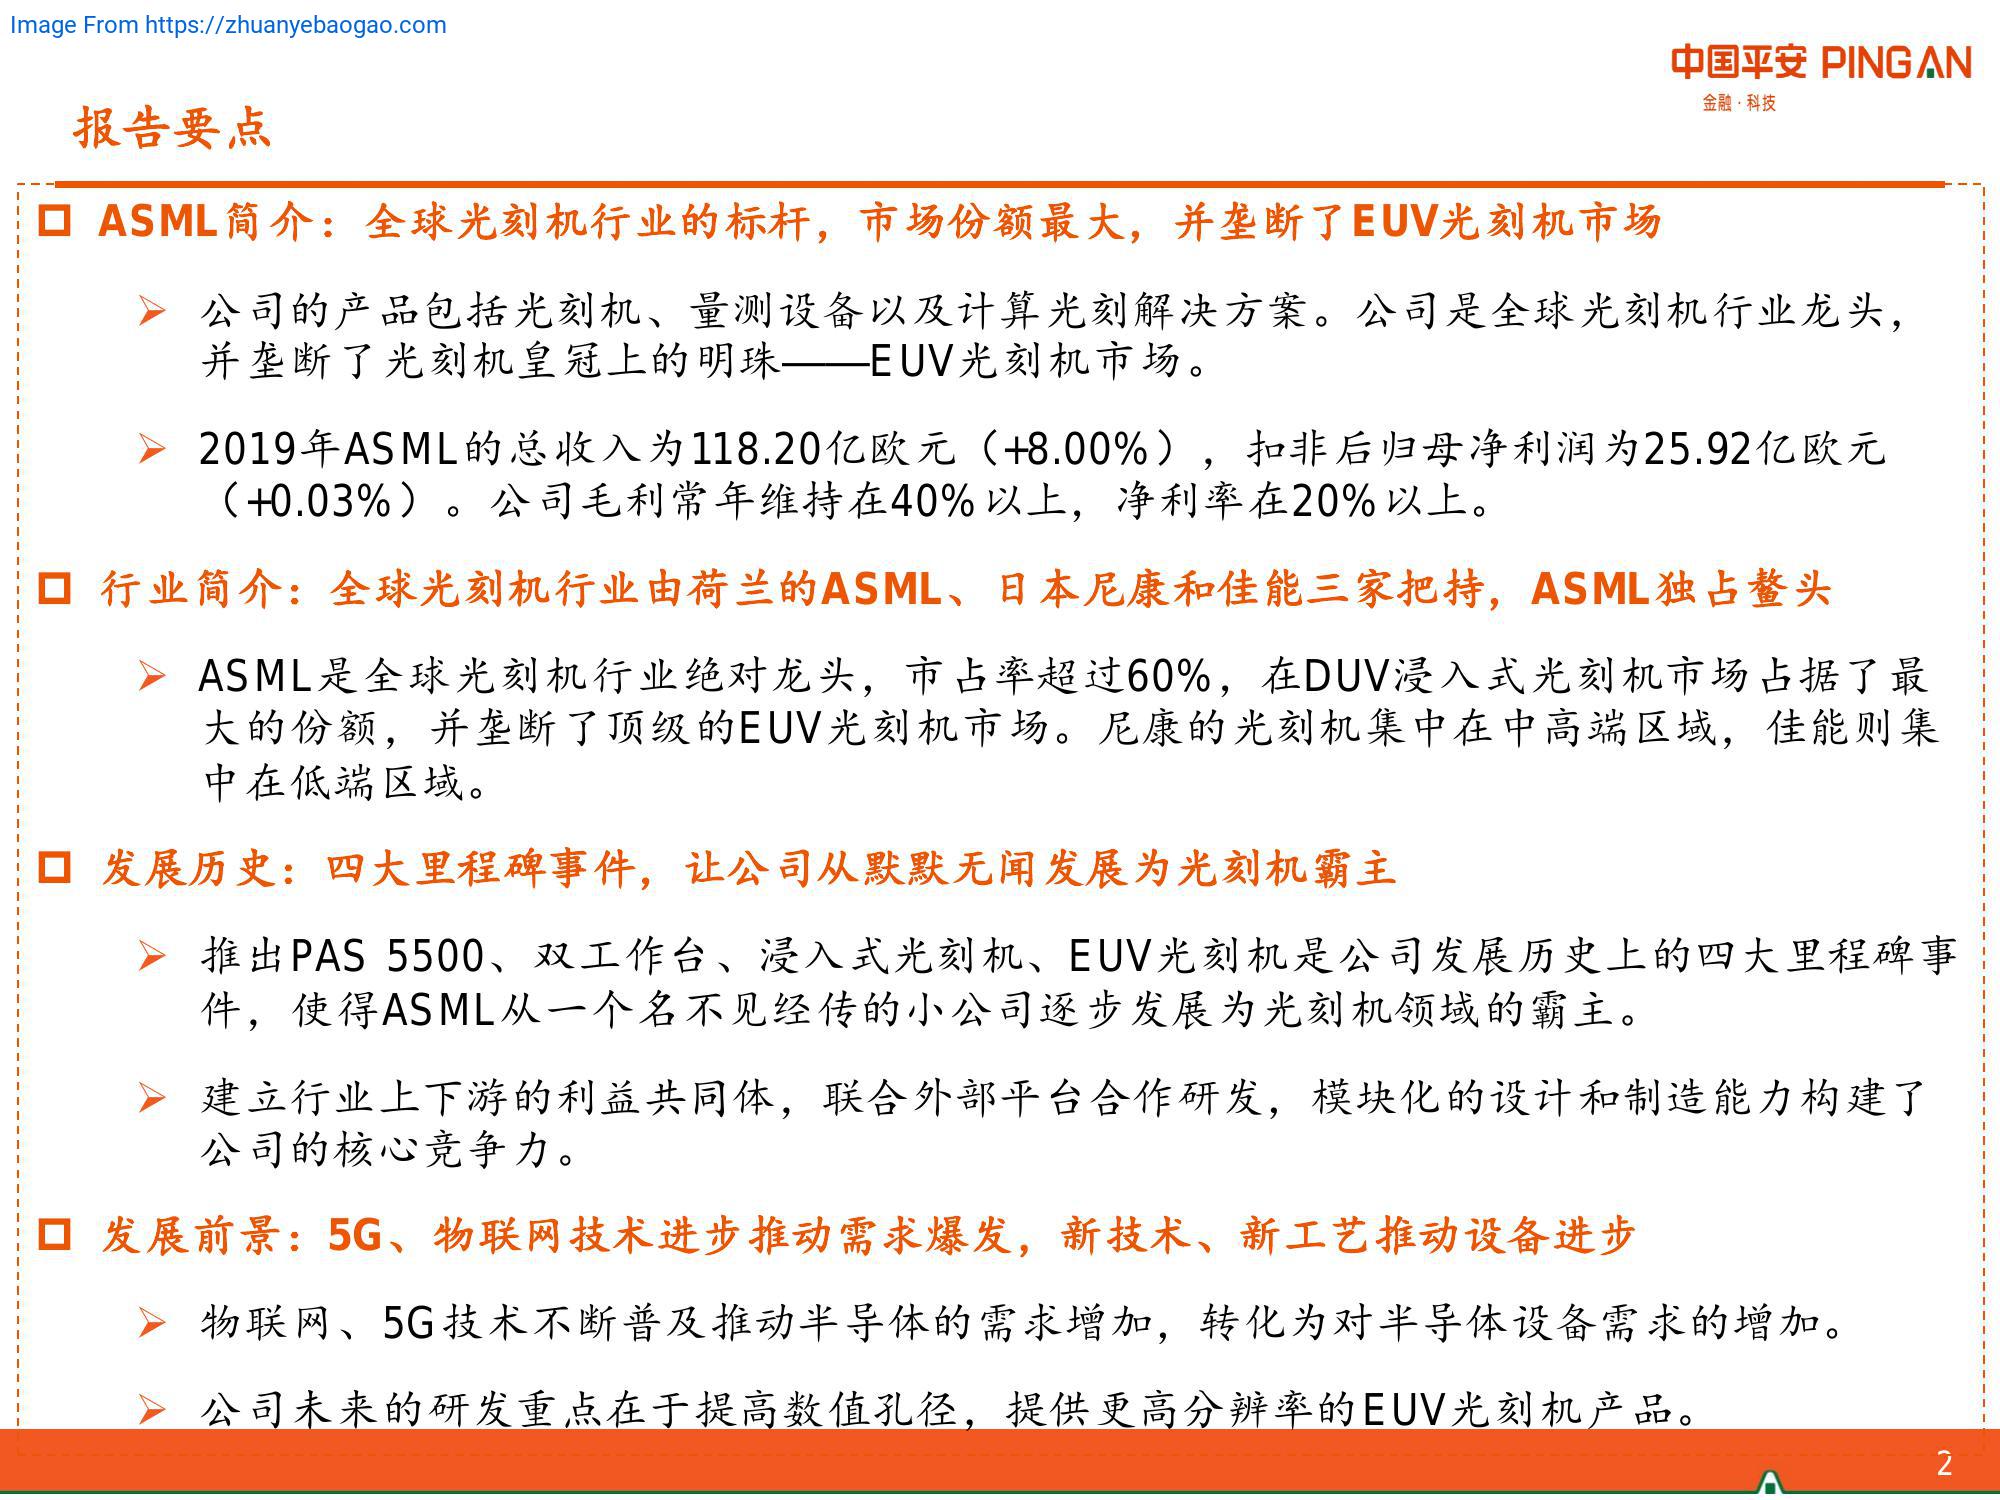 Image From https://zhuanyebaogao.com
中国平安 PING AN
金融·科技
报告要点
ASML简介：全球光刻机行业的标杆，市场份额最大，并垄断了EUV光刻机市场
公司的产品包括光刻机、量测设备以及计算光刻解决方案。公司是全球光刻机行业龙头，
并垄断了光刻机皇冠上的明珠——EUV光刻机市场。
2019年ASML的总收入为118.20亿欧元（+8.00%），扣非后归母净利润为25.92亿欧元
（+0.03%）。公司毛利常年维持在40%以上，净利率在20%以上。
行业简介：全球光刻机行业由荷兰的ASML、日本尼康和佳能三家把持，ASML独占鳌头
ASML是全球光刻机行业绝对龙头，市占率超过60%，在DUV浸入式光刻机市场占据了最
大的份额，并垄断了顶级的EUV光刻机市场。尼康的光刻机集中在中高端区域，佳能则集
中在低端区域。
发展历史：四大里程碑事件，让公司从默默无闻发展为光刻机霸主
推出PAS 5500、双工作台、浸入式光刻机、EUV光刻机是公司发展历史上的四大里程碑事
件，使得ASML从一个名不见经传的小公司逐步发展为光刻机领域的霸主。
建立行业上下游的利益共同体，联合外部平台合作研发，模块化的设计和制造能力构建了
公司的核心竞争力。
发展前景：5G、物联网技术进步推动需求爆发，新技术、新工艺推动设备进步
物联网、5G技术不断普及推动半导体的需求增加，转化为对半导体设备需求的增加。
公司未来的研发重点在于提高数值孔径，提供更高分辨率的EUV光刻机产品。
2